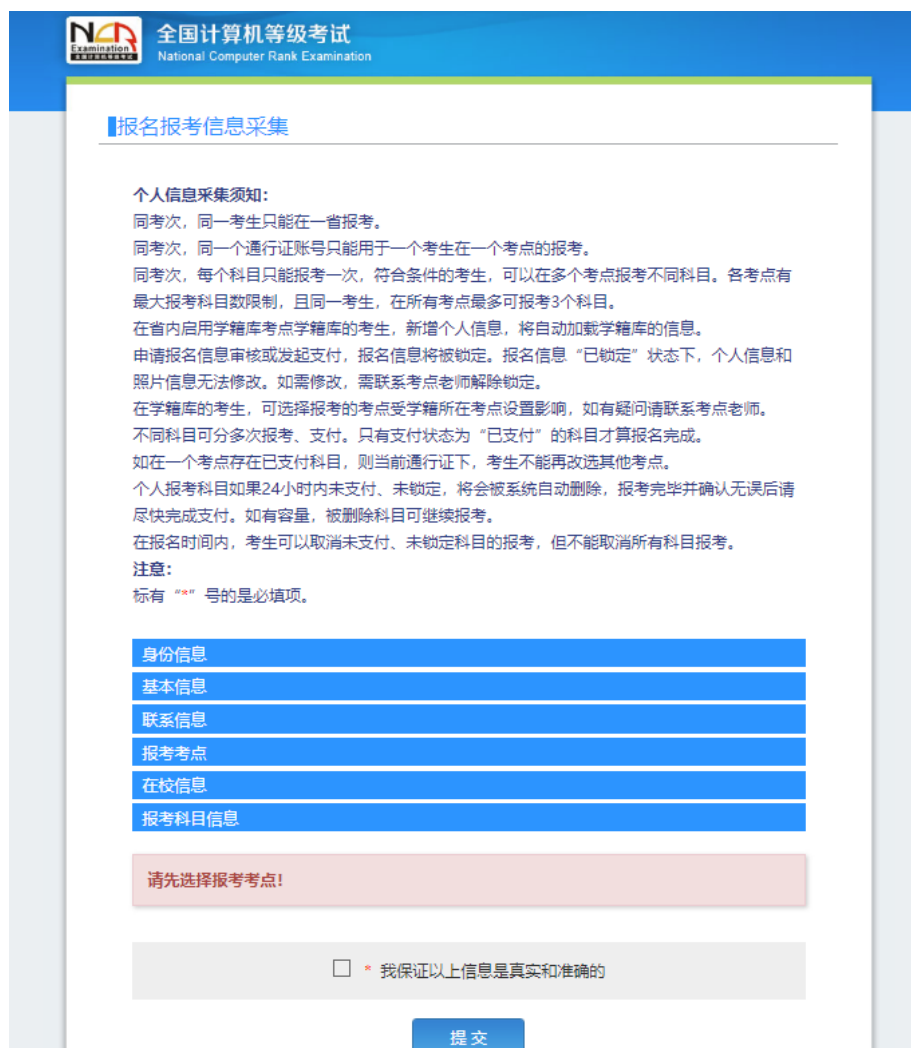 NCR
Examination
全国计算机等级考试
National Computer Rank Examination
报名报考信息采集
个人信息采集须知：
同考次，同一考生只能在一省报考。
同考次，同一个通行证账号只能用于一个考生在一个考点的报考。
同考次，每个科目只能报考一次，符合条件的考生，可以在多个考点报考不同科目。各考点有
最大报考科目数限制，且同一考生，在所有考点最多可报考3个科目。
在省内启用学籍库考点学籍库的考生，新增个人信息，将自动加载学籍库的信息。
申请报名信息审核或发起支付，报名信息将被锁定。报名信息“已锁定”状态下，个人信息和
照片信息无法修改。如需修改，需联系考点老师解除锁定。
在学籍库的考生，可选择报考的考点受学籍所在考点设置影响，如有疑问请联系考点老师。
不同科目可分多次报考、支付。只有支付状态为“已支付”的科目才算报名完成。
如在一个考点存在已支付科目，则当前通行证下，考生不能再改选其他考点。
个人报考科目如果24小时内未支付、未锁定，将会被系统自动删除，报考完毕并确认无误后请
尽快完成支付。如有容量，被删除科目可继续报考。
在报名时间内，考生可以取消未支付、未锁定科目的报考，但不能取消所有科目报考。
注意：
标有“*”号的是必填项。
身份信息
基本信息
联系信息
报考考点
在校信息
报考科目信息
请先选择报考考点!
* 我保证以上信息是真实和准确的
提 交